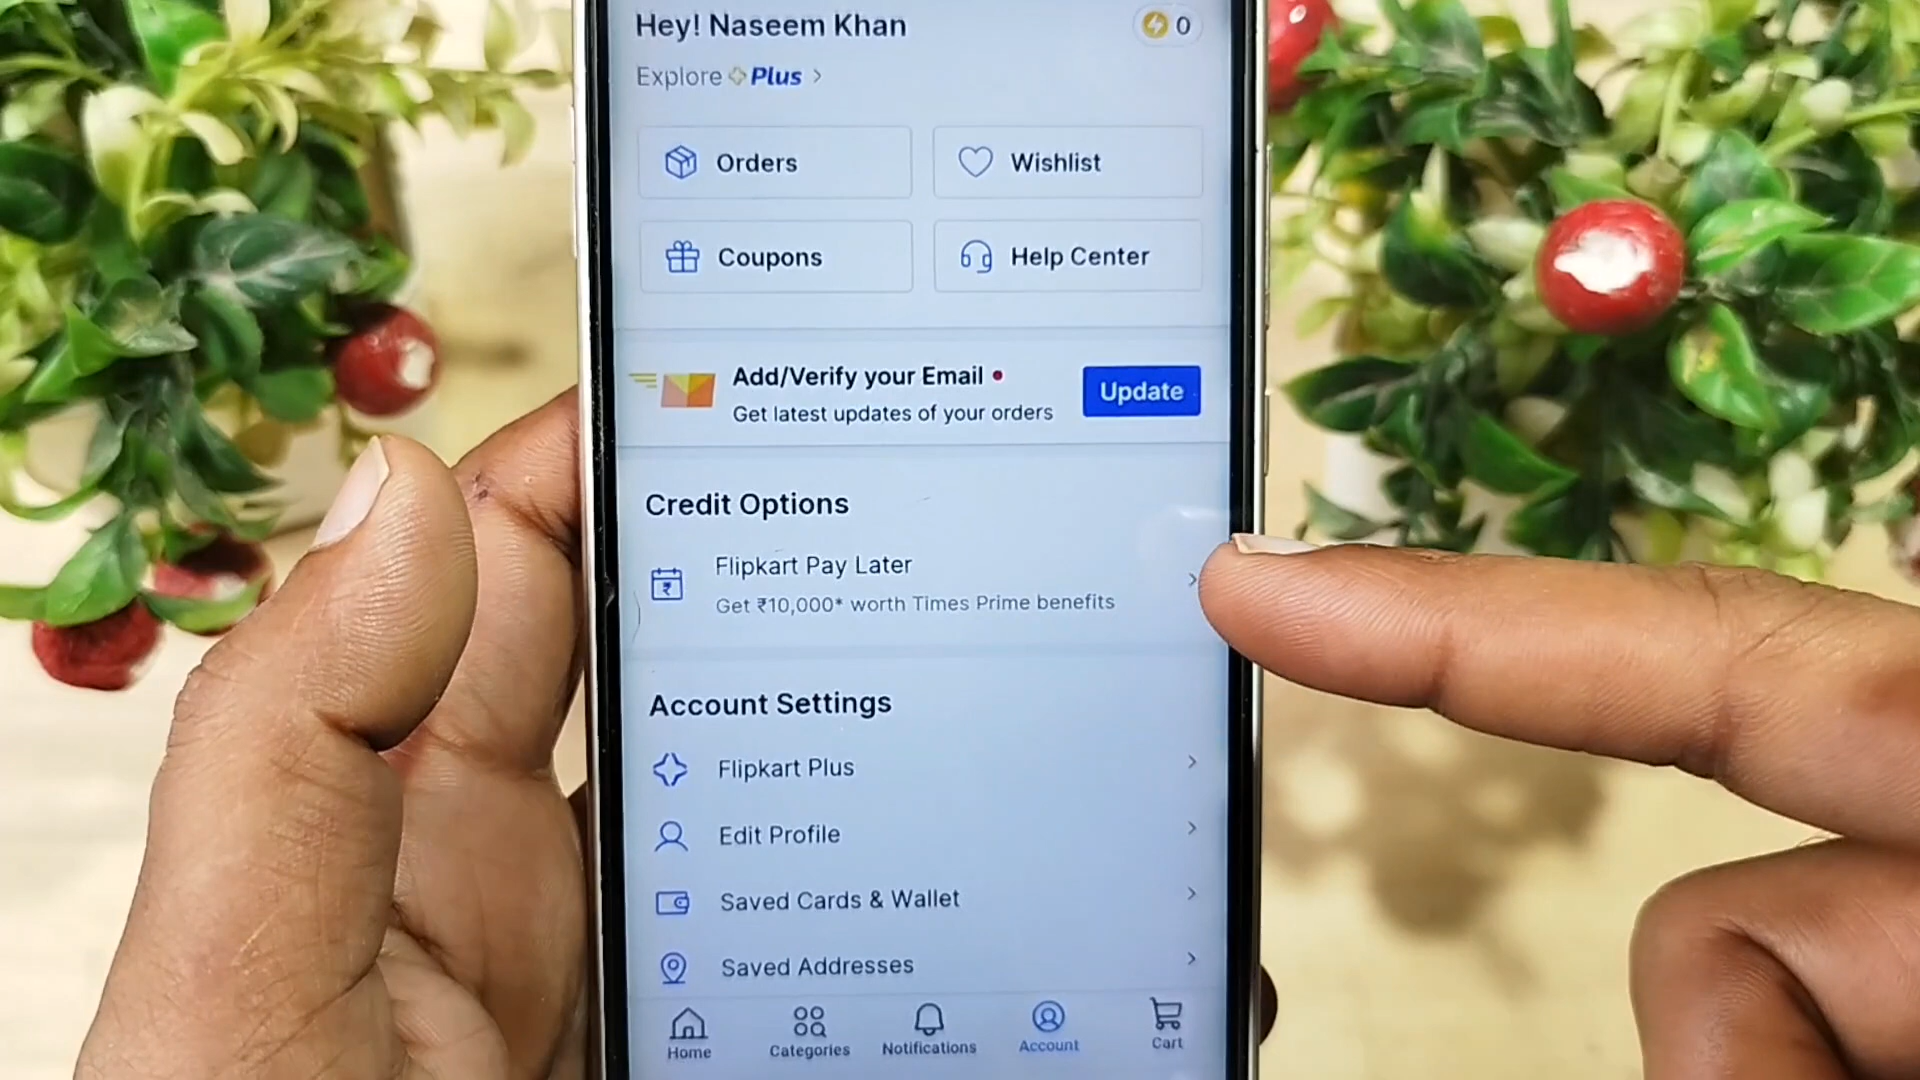 Hey! Naseem Khan
0
Explore Plus
Orders
Wishlist
Coupons
Help Center
Add/Verify your Email
Get latest updates of your orders
Update
Credit Options
Flipkart Pay Later
Get ₹10,000* worth Times Prime benefits
Account Settings
Flipkart Plus
Edit Profile
Saved Cards & Wallet
Saved Addresses
Home
Categories
Notifications
Account
Cart